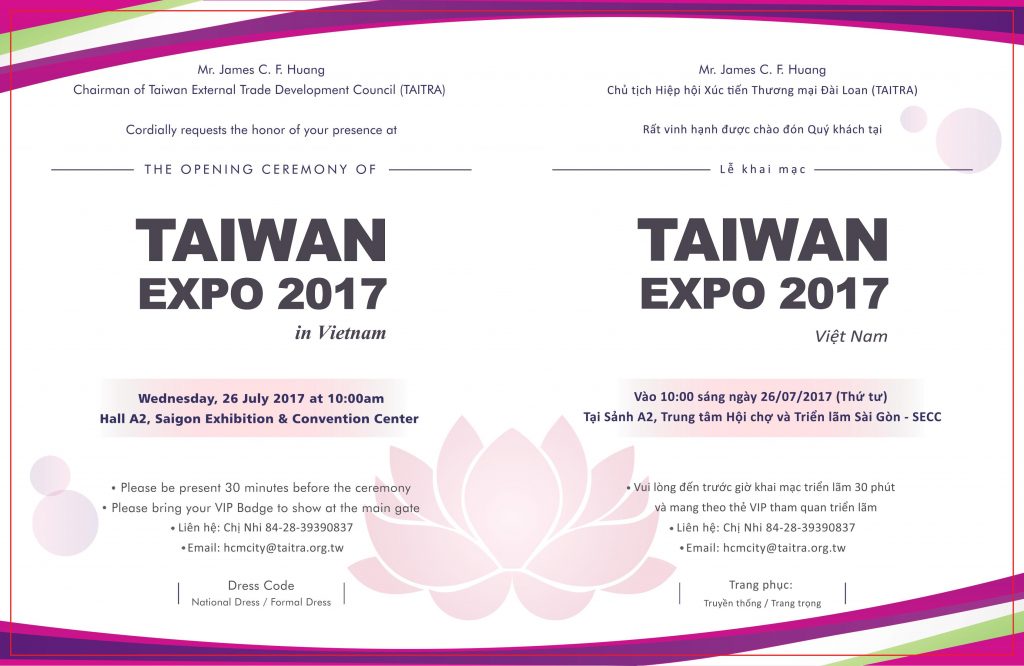 Mr. James C. F. Huang
Chairman of Taiwan External Trade Development Council (TAITRA)
Cordially requests the honor of your presence at
THE OPENING CEREMONY OF
TAIWAN
EXPO 2017
in Vietnam
Wednesday, 26 July 2017 at 10:00am
Hall A2, Saigon Exhibition & Convention Center
• Please be present 30 minutes before the ceremony
• Please bring your VIP Badge to show at the main gate
• Liên hệ: Chị Nhi 84-28-39390837
• Email: hcmcity@taitra.org.tw
Dress Code
National Dress / Formal Dress
Mr. James C. F. Huang
Chủ tịch Hiệp hội Xúc tiến Thương mại Đài Loan (TAITRA)
Rất vinh hạnh được chào đón Quý khách tại
Lễ khai mạc
TAIWAN
EXPO 2017
Việt Nam
Vào 10:00 sáng ngày 26/07/2017 (Thứ tư)
Tại Sảnh A2, Trung tâm Hội chợ và Triển lãm Sài Gòn - SECC
• Vui lòng đến trước giờ khai mạc triển lãm 30 phút
và mang theo thẻ VIP tham quan triển lãm
• Liên hệ: Chị Nhi 84-28-39390837
• Email: hcmcity@taitra.org.tw
Trang phục:
Truyền thống / Trang trọng